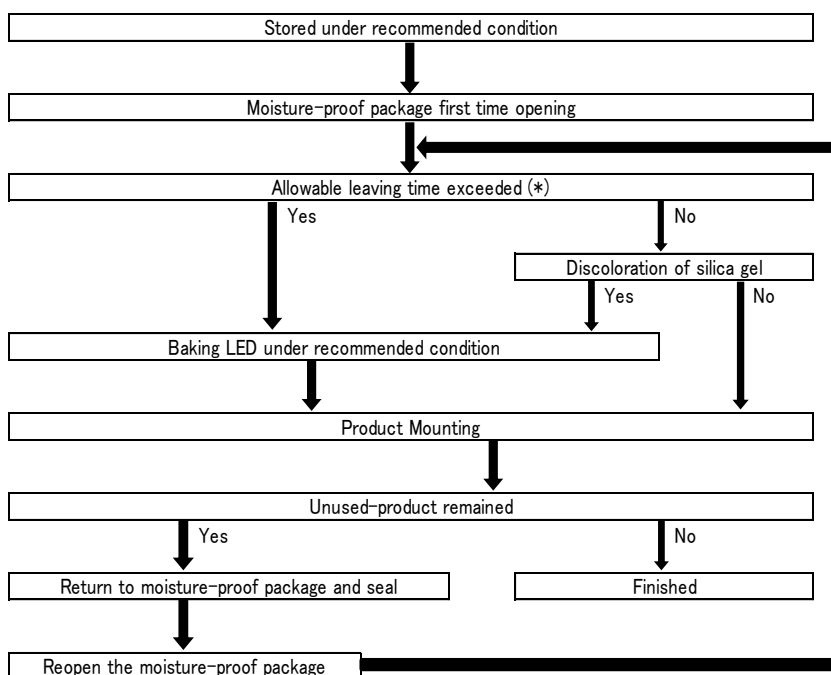 Stored under recommended condition
Moisture-proof package first time opening
Allowable leaving time exceeded (*)
Yes
No
Discoloration of silica gel
Yes
No
Baking LED under recommended condition
Product Mounting
Unused-product remained
Yes
No
Return to moisture-proof package and seal
Finished
Reopen the moisture-proof package